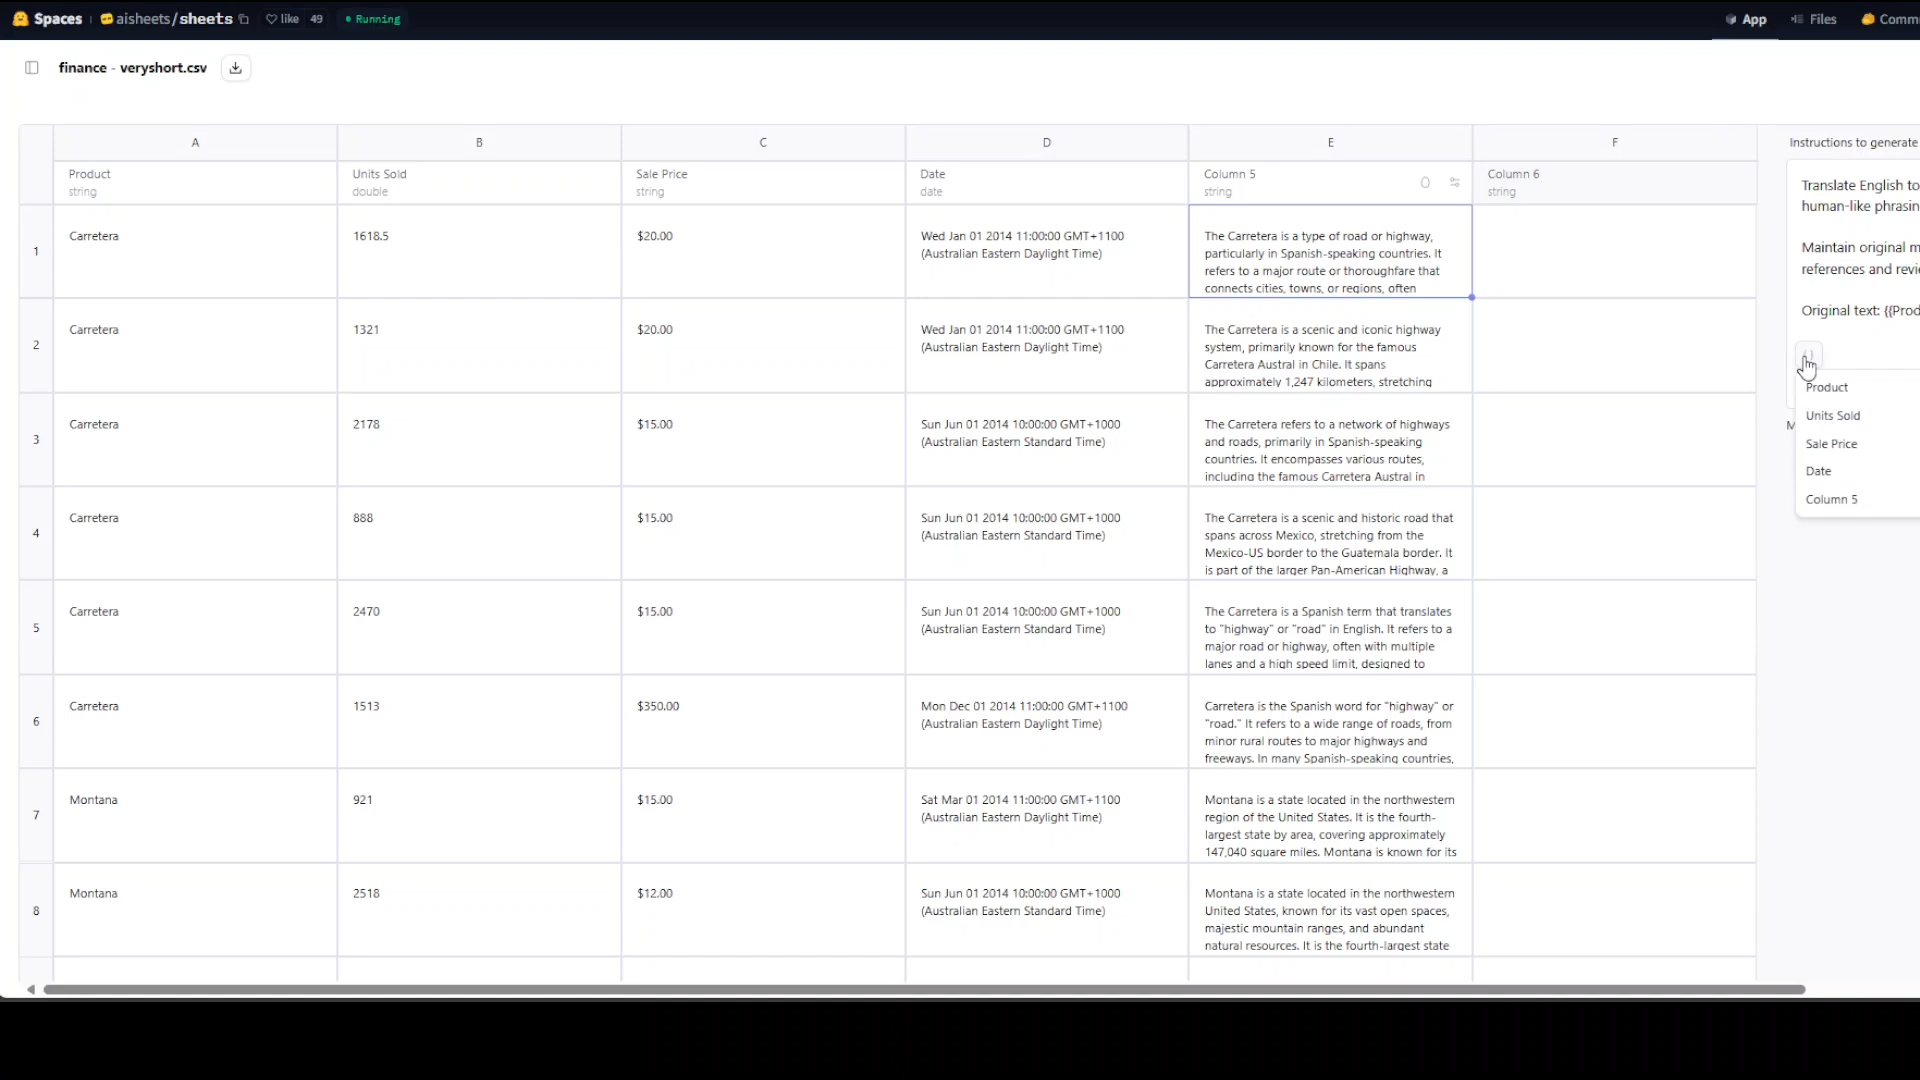 Spaces aisheets/sheets like 49 Running App Files
finance - veryshort.csv
A B C D E F
Product Units Sold Sale Price Date Column 5 Column 6
string double string date string string
1 Carretera 1618.5 $20.00 Wed Jan 01 2014 11:00:00 GMT+1100
(Australian Eastern Daylight Time)
The Carretera is a type of road or highway,
particularly in Spanish-speaking countries. It
refers to a major route or thoroughfare that
connects cities, towns, or regions, often
2 Carretera 1321 $20.00 Wed Jan 01 2014 11:00:00 GMT+1100
(Australian Eastern Daylight Time)
The Carretera is a scenic and iconic highway
system, primarily known for the famous
Carretera Austral in Chile. It spans
approximately 1,247 kilometers, stretching
3 Carretera 2178 $15.00 Sun Jun 01 2014 10:00:00 GMT+1000
(Australian Eastern Standard Time)
The Carretera refers to a network of highways
and roads, primarily in Spanish-speaking
countries. It encompasses various routes,
including the famous Carretera Austral in
4 Carretera 888 $15.00 Sun Jun 01 2014 10:00:00 GMT+1000
(Australian Eastern Standard Time)
The Carretera is a scenic and historic road that
spans across Mexico, stretching from the
Mexico-US border to the Guatemala border. It
is part of the larger Pan-American Highway, a
5 Carretera 2470 $15.00 Sun Jun 01 2014 10:00:00 GMT+1000
(Australian Eastern Standard Time)
The Carretera is a Spanish term that translates
to "highway" or "road" in English. It refers to a
major road or highway, often with multiple
lanes and a high speed limit, designed to
6 Carretera 1513 $350.00 Mon Dec 01 2014 11:00:00 GMT+1100
(Australian Eastern Daylight Time)
Carretera is the Spanish word for "highway" or
"road." It refers to a wide range of roads, from
minor rural routes to major highways and
freeways. In many Spanish-speaking countries,
7 Montana 921 $15.00 Sat Mar 01 2014 11:00:00 GMT+1100
(Australian Eastern Daylight Time)
Montana is a state located in the northwestern
region of the United States. It is the fourth-
largest state by area, covering approximately
147,040 square miles. Montana is known for its
8 Montana 2518 $12.00 Sun Jun 01 2014 10:00:00 GMT+1000
(Australian Eastern Standard Time)
Montana is a state located in the northwestern
United States, known for its vast open spaces,
majestic mountain ranges, and abundant
natural resources. It is the fourth-largest state
Instructions to generate
Translate English to
human-like phrasin
Maintain original m
references and revi
Original text: {{Prod
Product
Units Sold
Sale Price
Date
Column 5